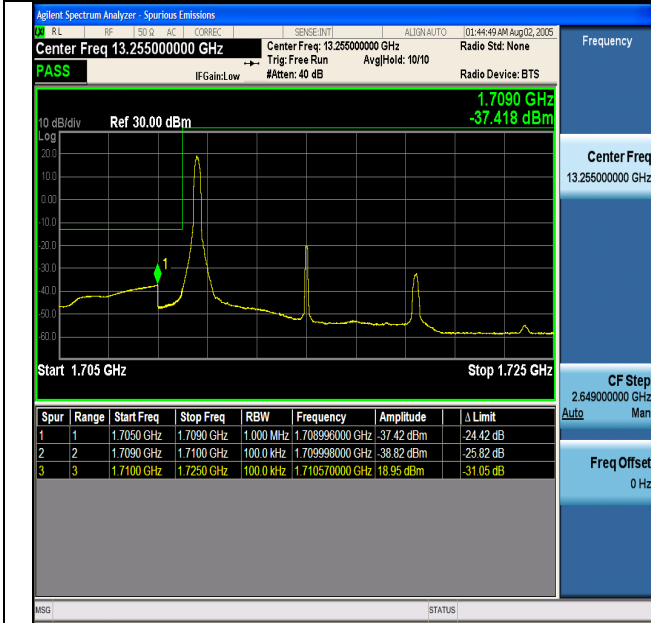 Agilent Spectrum Analyzer - Spurious Emissions
RL RF 50 Ω AC CORREC SENSE:INT ALIGN AUTO 01:44:49 AM Aug 02, 2005
Center Freq 13.255000000 GHz Center Freq: 13.255000000 GHz Radio Std: None
Trig: Free Run Avg|Hold: 10/10
PASS IFGain:Low #Atten: 40 dB Radio Device: BTS
Frequency
1.7090 GHz
-37.418 dBm
10 dB/div Ref 30.00 dBm
Log
20.0
10.0
0.00
-10.0
-20.0
-30.0
-40.0
-50.0
-60.0
1
Start 1.705 GHz Stop 1.725 GHz
Center Freq
13.255000000 GHz
CF Step
2.649000000 GHz
Auto Man
Freq Offset
0 Hz
Spur Range Start Freq Stop Freq RBW Frequency Amplitude Δ Limit
1 1 1.7050 GHz 1.7090 GHz 1.000 MHz 1.708996000 GHz -37.42 dBm -24.42 dB
2 2 1.7090 GHz 1.7100 GHz 100.0 kHz 1.709998000 GHz -38.82 dBm -25.82 dB
3 3 1.7100 GHz 1.7250 GHz 100.0 kHz 1.710570000 GHz 18.95 dBm -31.05 dB
MSG STATUS